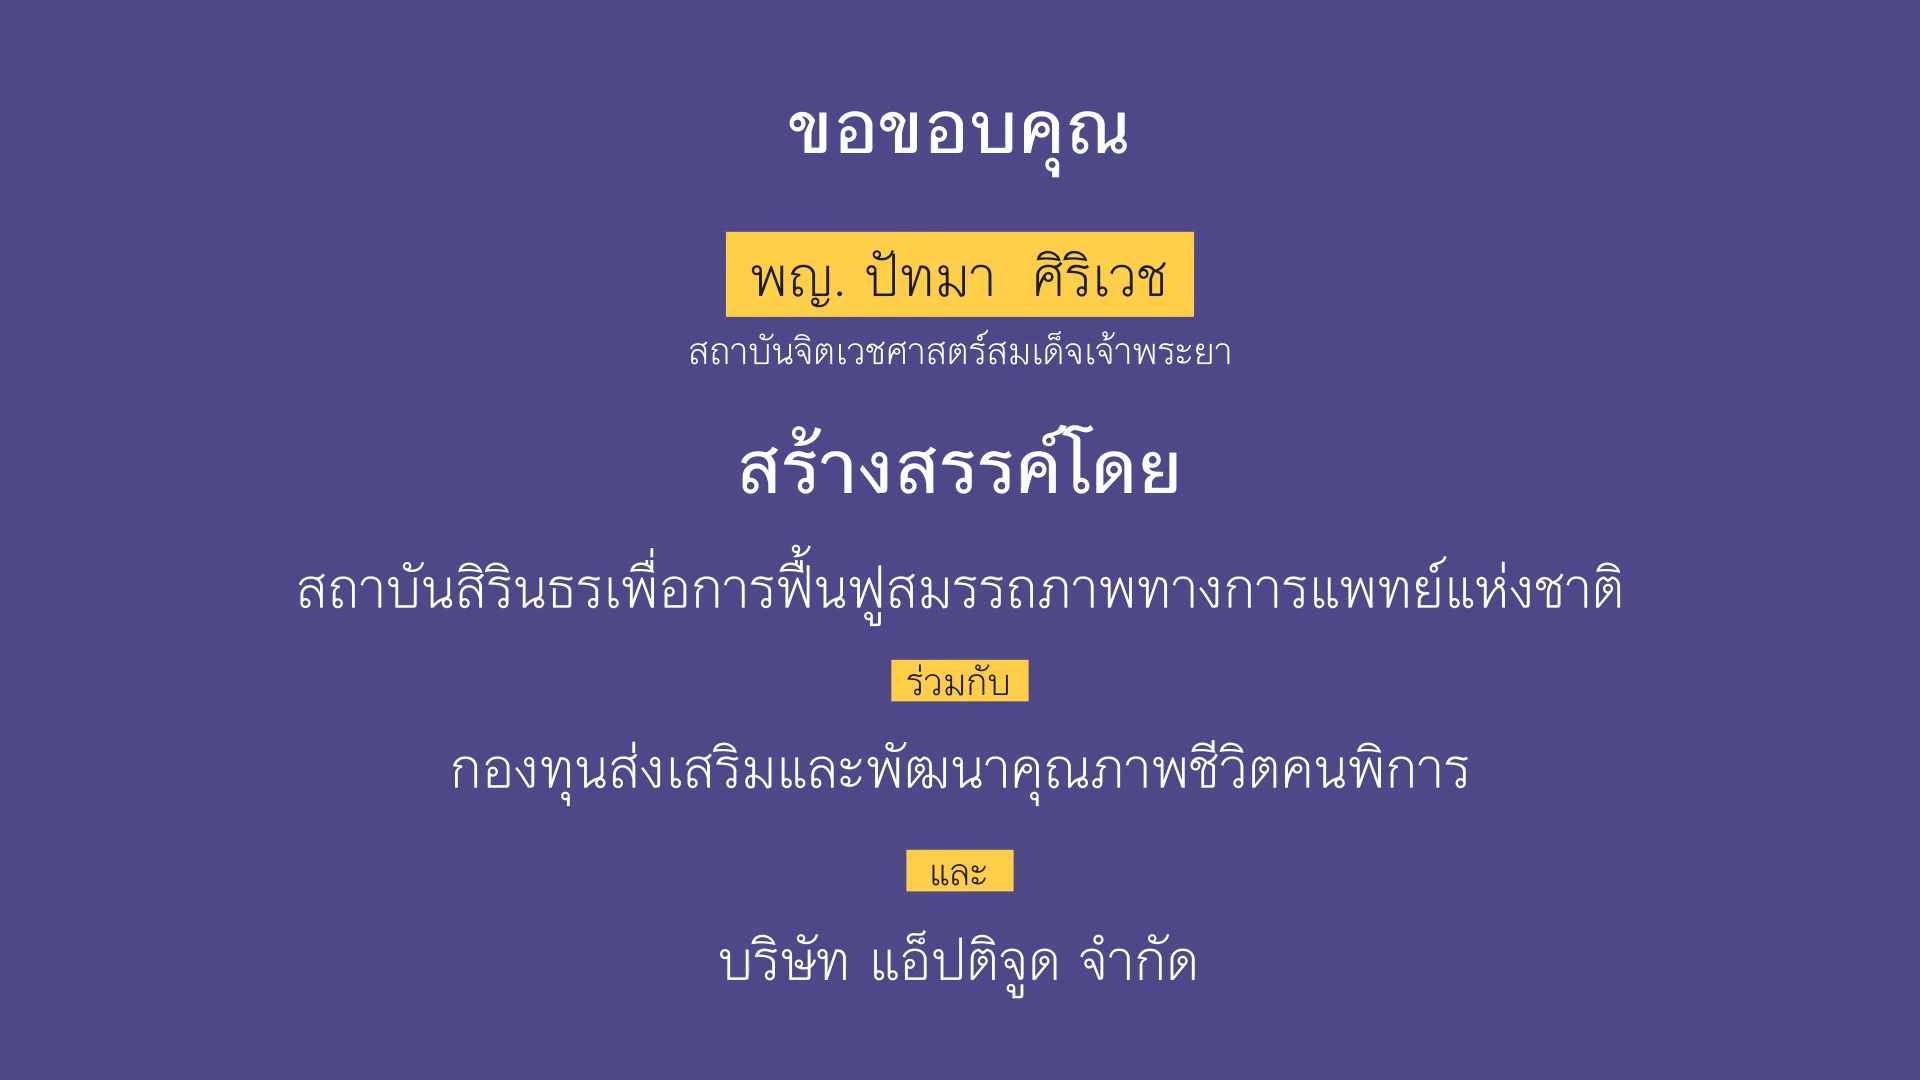 ขอขอบคุณ
พญ. ปัทมา ศิริเวช
สถาบันจิตเวชศาสตร์สมเด็จเจ้าพระยา
สร้างสรรค์โดย
สถาบันสิรินธรเพื่อการฟื้นฟูสมรรถภาพทางการแพทย์แห่งชาติ
ร่วมกับ
กองทุนส่งเสริมและพัฒนาคุณภาพชีวิตคนพิการ
และ
บริษัท แอ็ปติจูด จำกัด